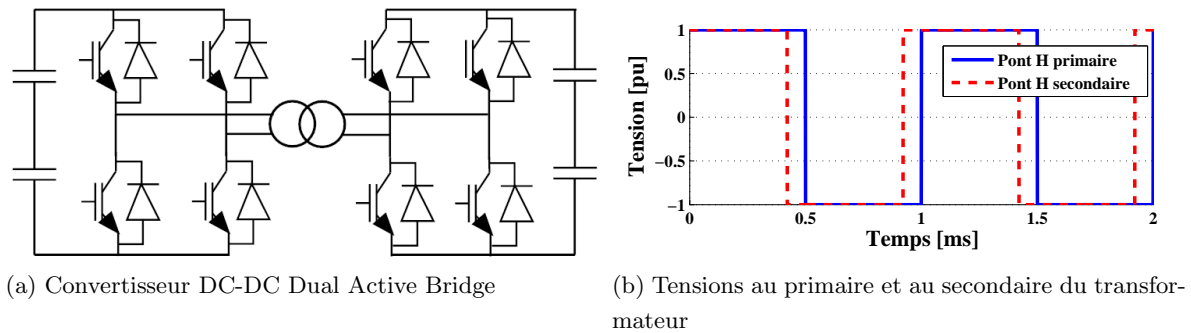 1
0.5
0
−0.5
−1
Tension [pu]
Pont H primaire
Pont H secondaire
0
0.5
1
1.5
2
Temps [ms]
(a) Convertisseur DC-DC Dual Active Bridge
(b) Tensions au primaire et au secondaire du transfor-
mateur